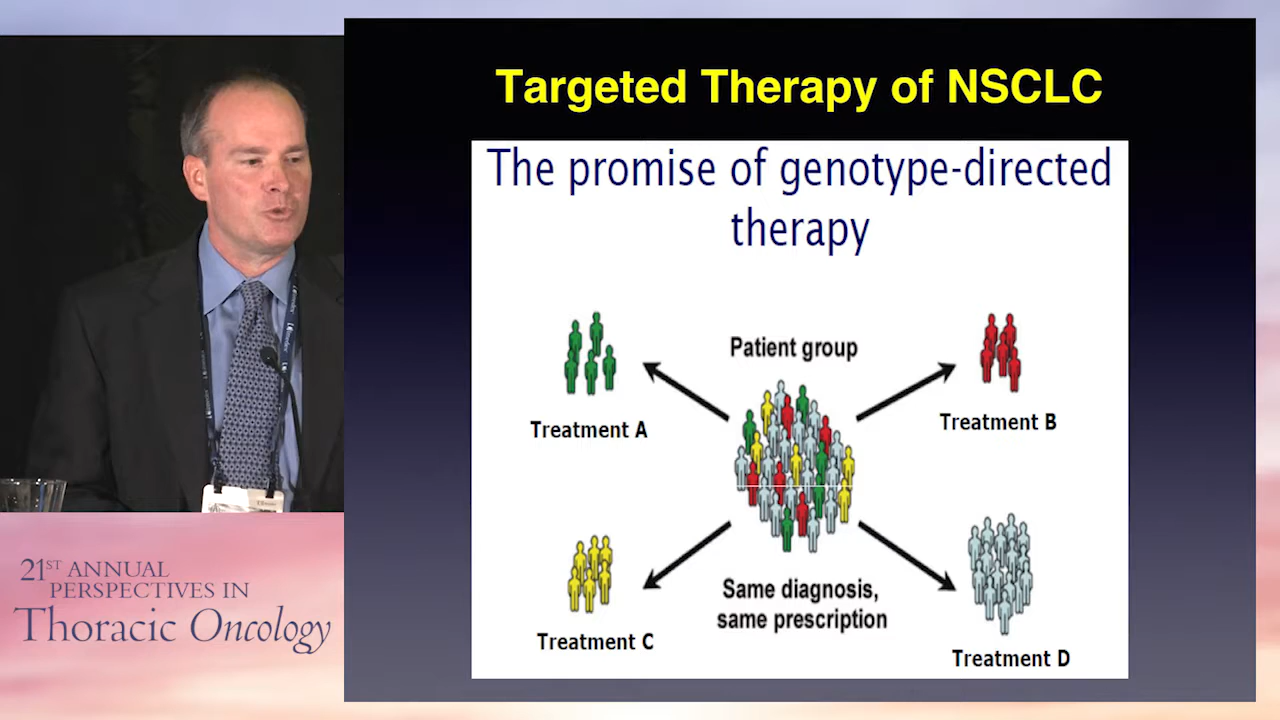 Targeted Therapy of NSCLC
The promise of genotype-directed
therapy
Patient group
Treatment A
Treatment B
Same diagnosis,
same prescription
Treatment C
Treatment D
21ST ANNUAL
PERSPECTIVES IN
Thoracic Oncology